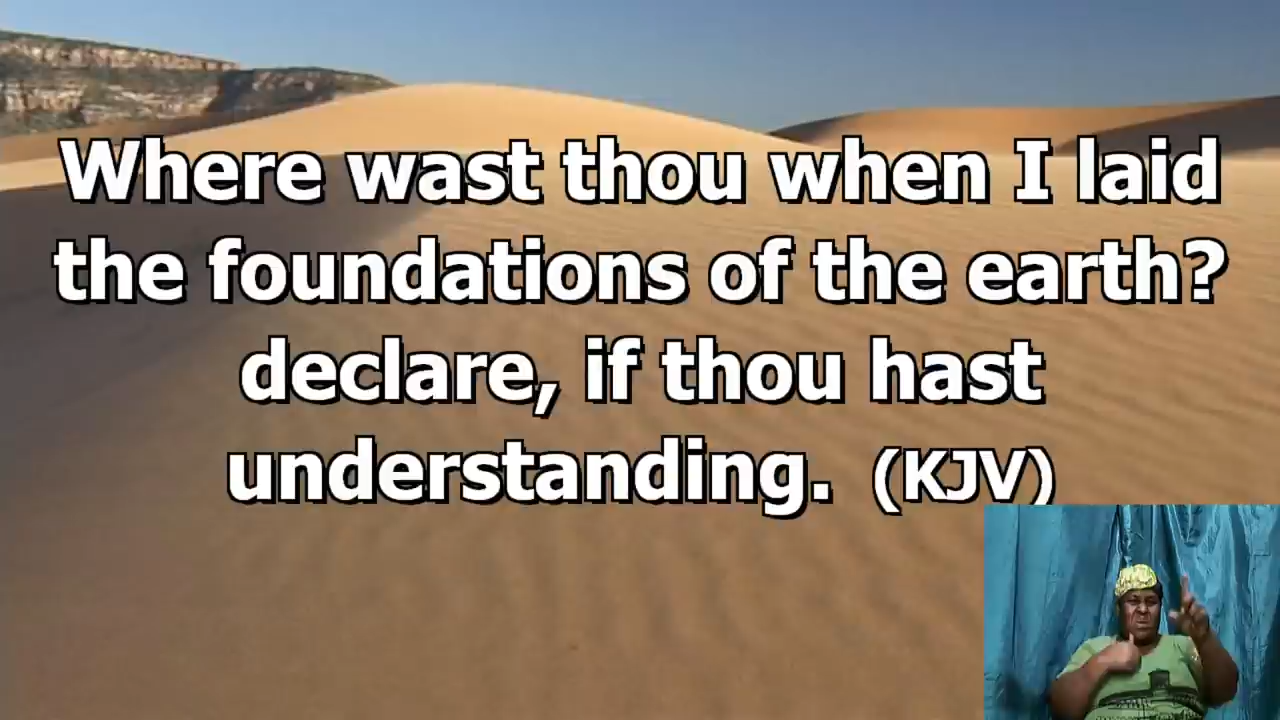 Where wast thou when I laid
the foundations of the earth?
declare, if thou hast
understanding. (KJV)